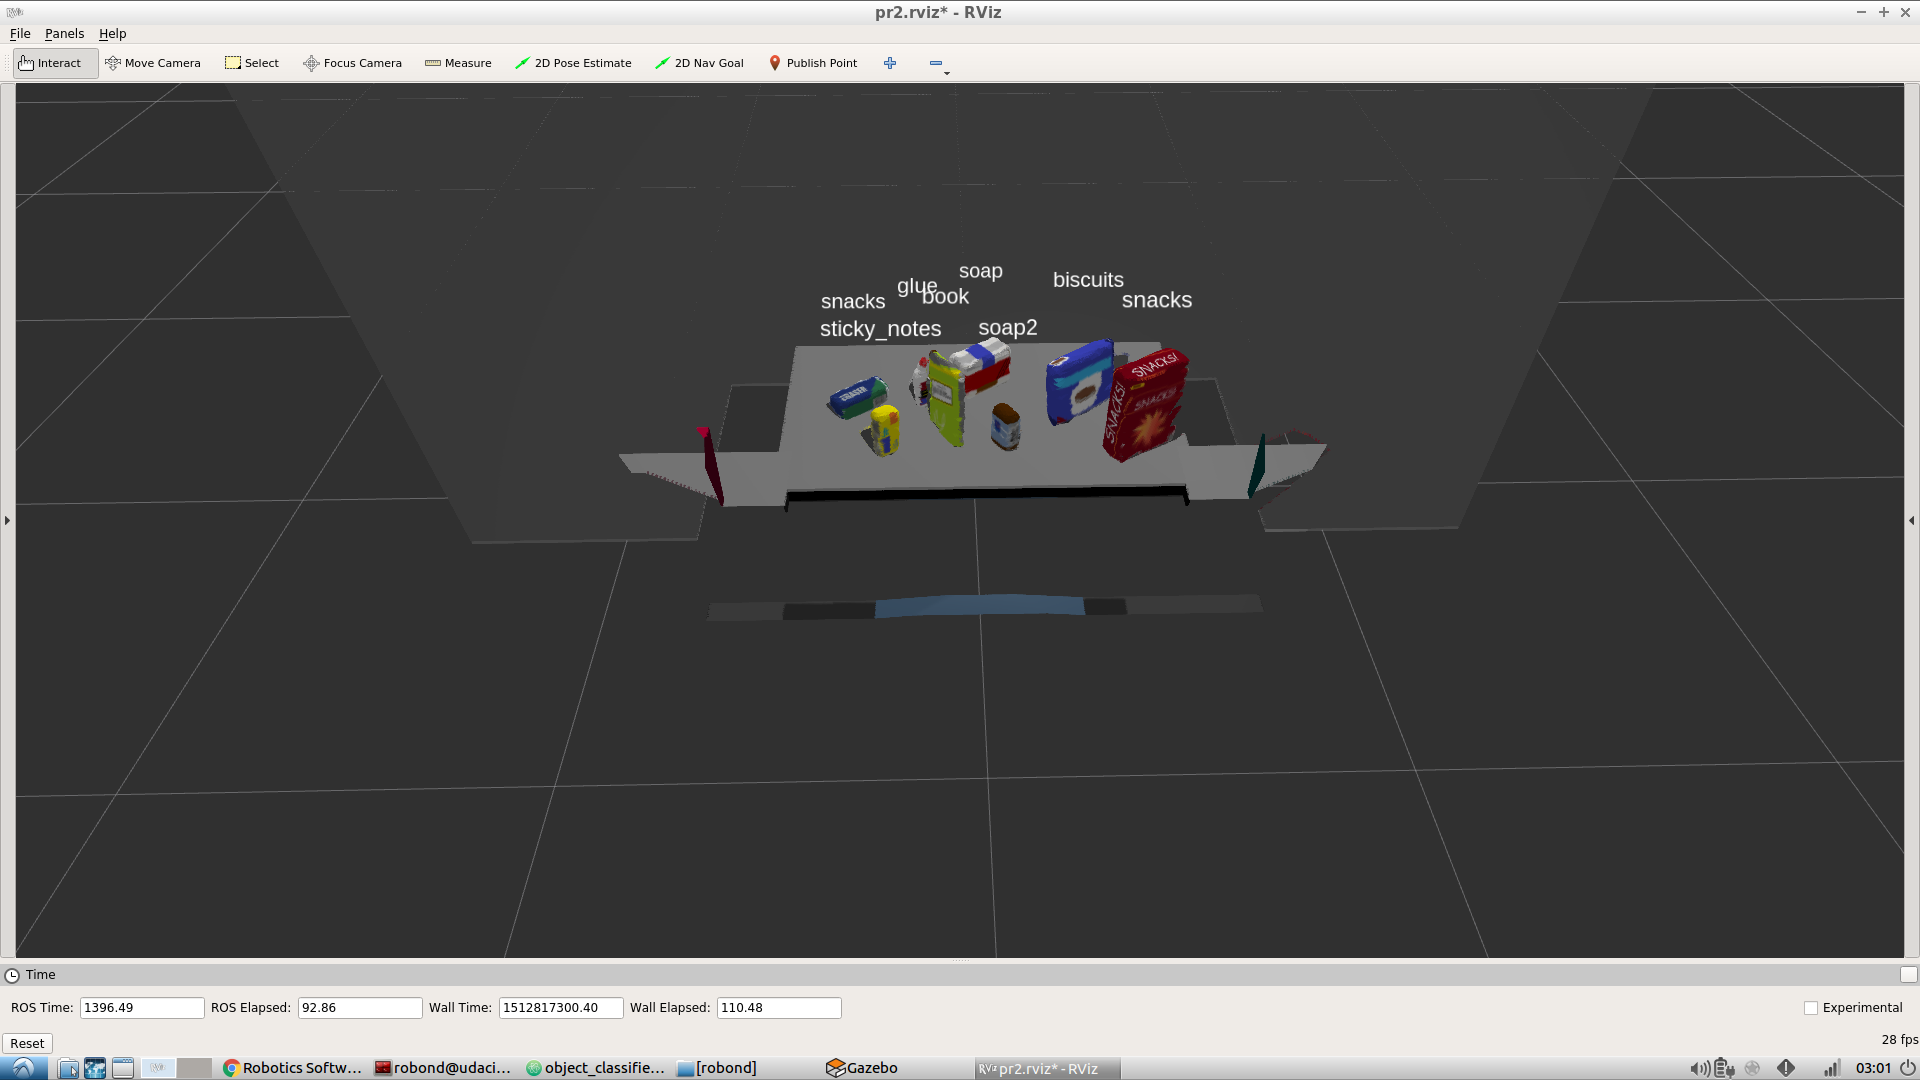 pr2.rviz* - RViz
File Panels Help
Interact Move Camera Select Focus Camera Measure 2D Pose Estimate 2D Nav Goal Publish Point
soap
glue
biscuits
book
snacks
snacks
sticky_notes
soap2
SNACKS!
ERASER
SNACKS!
SNACKS!
Time
ROS Time: 1396.49 ROS Elapsed: 92.86 Wall Time: 1512817300.40 Wall Elapsed: 110.48 Experimental
Reset
28 fps
Robotics Softw... robond@udaci... object_classifie... [robond] Gazebo RViz pr2.rviz* - RViz 03:01